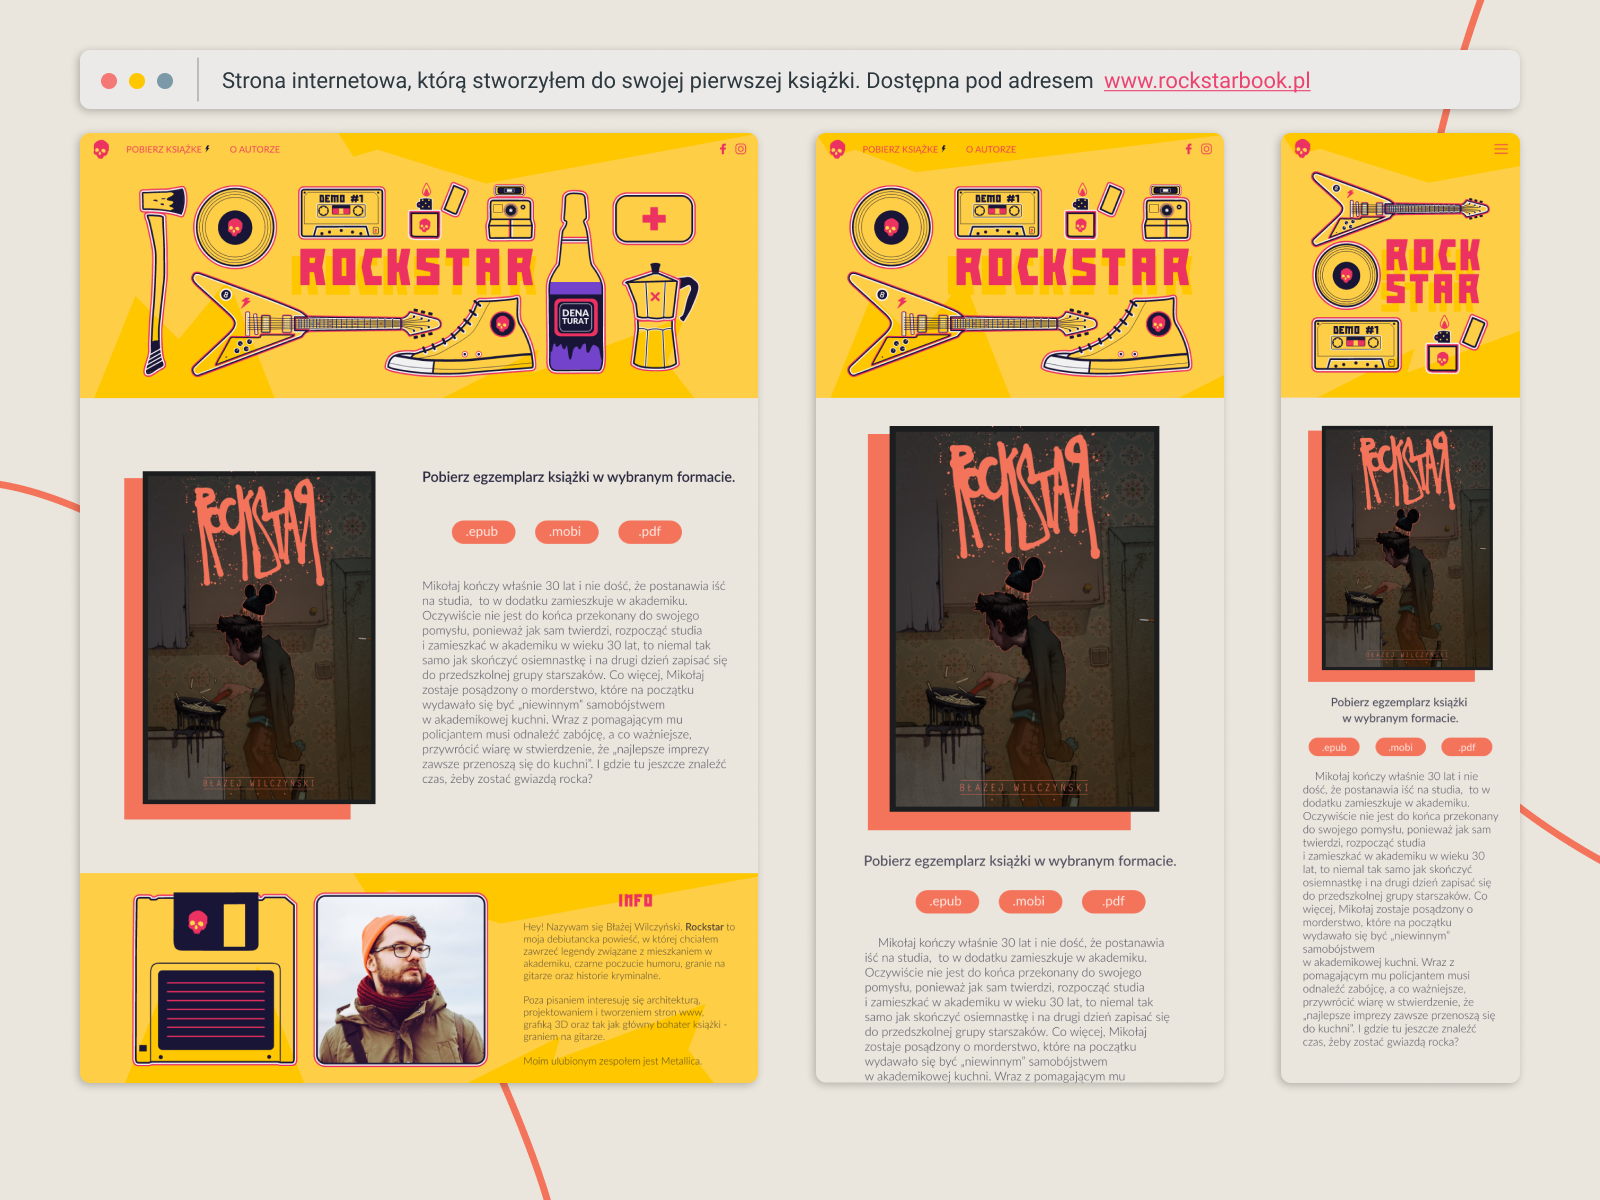 Strona internetowa, którą stworzyłem do swojej pierwszej książki. Dostępna pod adresem www.rockstarbook.pl
POBIERZ KSIĄŻKE
O AUTORZE
DEMO #1
ROCKSTAR
8
DENA
TURAT
ROCKSTAR
BŁAŻEJ WILCZYŃSKI
Pobierz egzemplarz książki w wybranym formacie.
.epub
.mobi
.pdf
Mikołaj kończy właśnie 30 lat i nie dość, że postanawia iść
na studia, to w dodatku zamieszkuje w akademiku.
Oczywiście nie jest do końca przekonany do swojego
pomysłu, ponieważ jak sam twierdzi, rozpocząć studia
i zamieszkać w akademiku w wieku 30 lat, to niemal tak
samo jak skończyć osiemnastkę i na drugi dzień zapisać się
do przedszkolnej grupy starszaków. Co więcej, Mikołaj
zostaje posądzony o morderstwo, które na początku
wydawało się być „niewinnym” samobójstwem
w akademikowej kuchni. Wraz z pomagającym mu
policjantem musi odnaleźć zabójcę, a co ważniejsze,
przywrócić wiarę w stwierdzenie, że „najlepsze imprezy
zawsze przenoszą się do kuchni”. I gdzie tu jeszcze znaleźć
czas, żeby zostać gwiazdą rocka?
INFO
Hey! Nazywam się Błażej Wilczyński. Rockstar to
moja debiutancka powieść, w której chciałem
zawrzeć legendy związane z mieszkaniem w
akademiku, czarne poczucie humoru, granie na
gitarze oraz historie kryminalne.
Poza pisaniem interesuję się architekturą,
projektowaniem i tworzeniem stron www,
grafiką 3D oraz tak jak główny bohater książki -
graniem na gitarze.
Moim ulubionym zespołem jest Metallica.
POBIERZ KSIĄŻKE
O AUTORZE
DEMO #1
ROCKSTAR
8
ROCKSTAR
BŁAŻEJ WILCZYŃSKI
Pobierz egzemplarz książki w wybranym formacie.
.epub
.mobi
.pdf
Mikołaj kończy właśnie 30 lat i nie dość, że postanawia
iść na studia, to w dodatku zamieszkuje w akademiku.
Oczywiście nie jest do końca przekonany do swojego
pomysłu, ponieważ jak sam twierdzi, rozpocząć studia
i zamieszkać w akademiku w wieku 30 lat, to niemal tak
samo jak skończyć osiemnastkę i na drugi dzień zapisać się
do przedszkolnej grupy starszaków. Co więcej, Mikołaj
zostaje posądzony o morderstwo, które na początku
wydawało się być „niewinnym” samobójstwem
w akademikowej kuchni. Wraz z pomagającym mu
ROCK
STAR
DEMO #1
ROCKSTAR
BŁAŻEJ WILCZYŃSKI
Pobierz egzemplarz książki
w wybranym formacie.
.epub
.mobi
.pdf
Mikołaj kończy właśnie 30 lat i nie
dość, że postanawia iść na studia, to w
dodatku zamieszkuje w akademiku.
Oczywiście nie jest do końca przekonany
do swojego pomysłu, ponieważ jak sam
twierdzi, rozpocząć studia
i zamieszkać w akademiku w wieku 30
lat, to niemal tak samo jak skończyć
osiemnastkę i na drugi dzień zapisać się
do przedszkolnej grupy starszaków. Co
więcej, Mikołaj zostaje posądzony o
morderstwo, które na początku
wydawało się być „niewinnym”
samobójstwem
w akademikowej kuchni. Wraz z
pomagającym mu policjantem musi
odnaleźć zabójcę, a co ważniejsze,
przywrócić wiarę w stwierdzenie, że
„najlepsze imprezy zawsze przenoszą się
do kuchni”. I gdzie tu jeszcze znaleźć
czas, żeby zostać gwiazdą rocka?